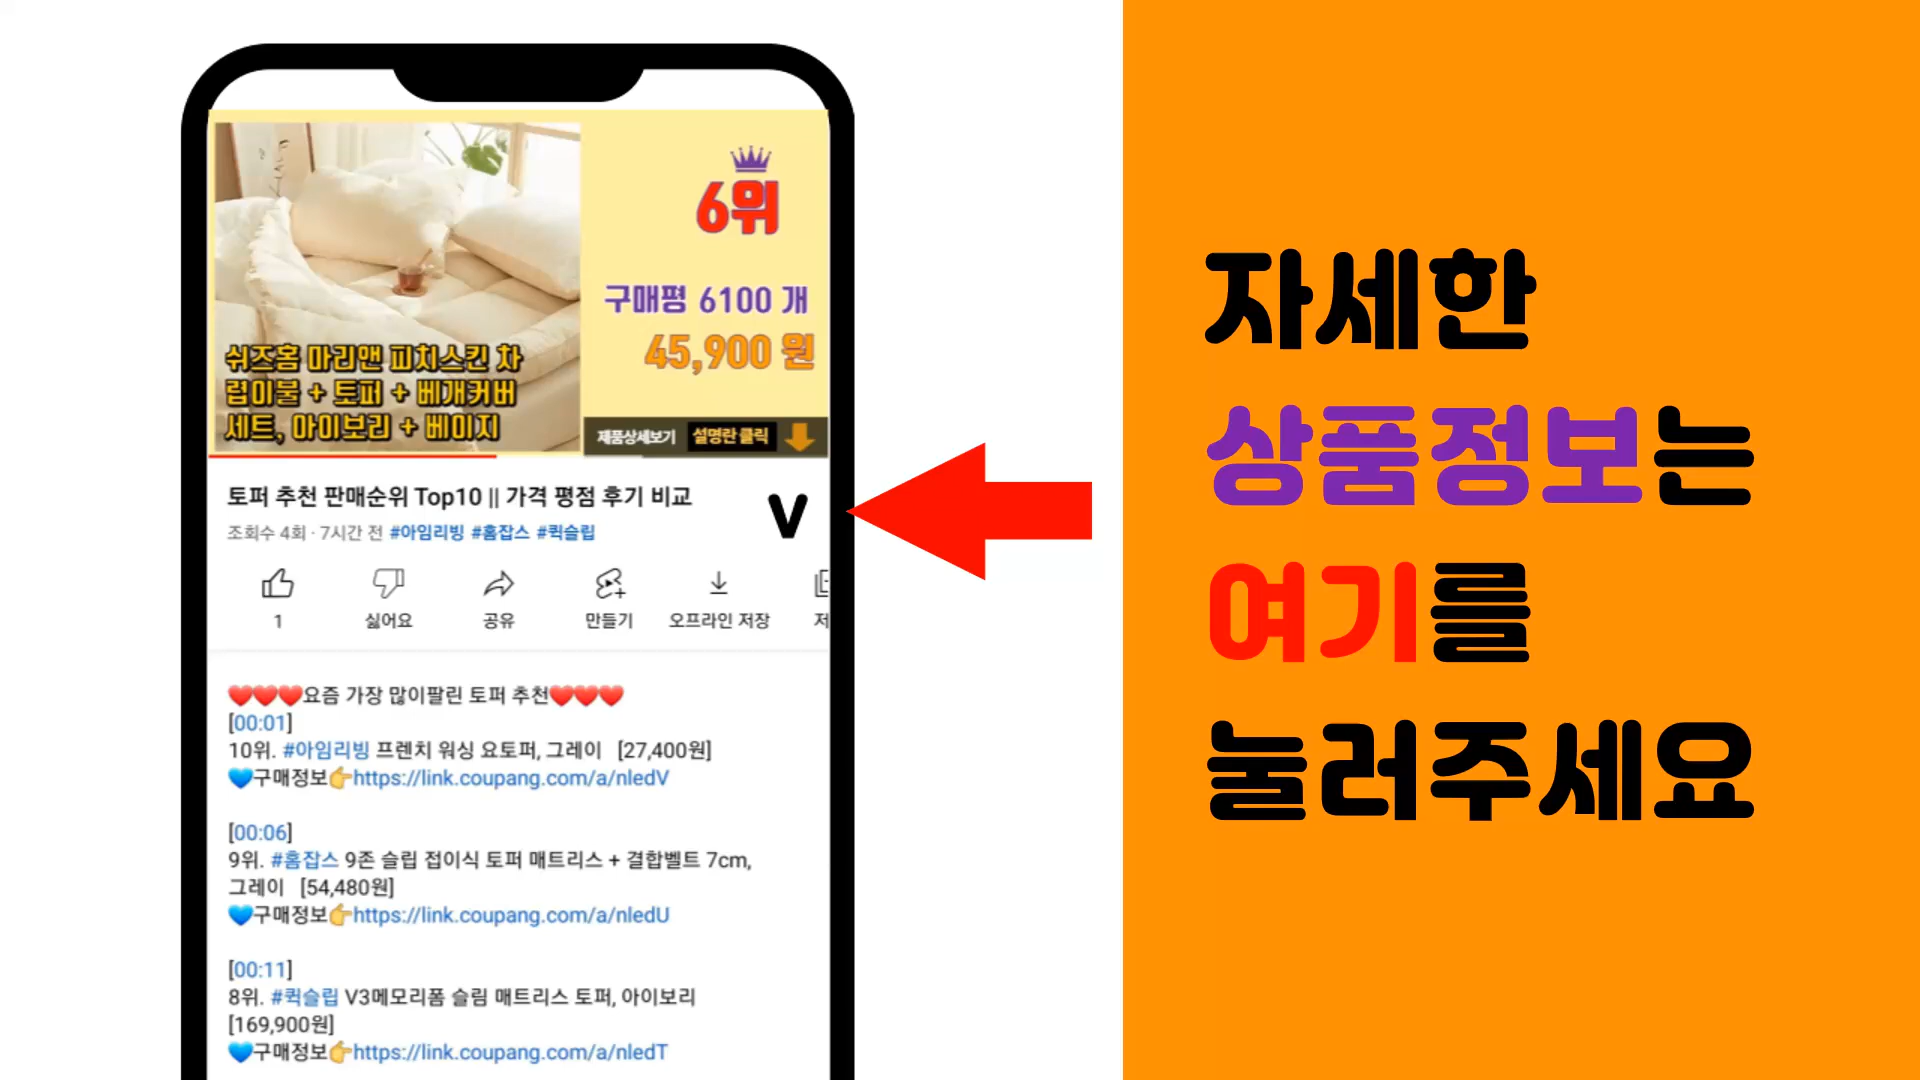 6위
구매평 6100 개
45,900 원
쉬즈홈 마리앤 피치스킨 차
렵이불 + 토퍼 + 베개커버
세트, 아이보리 + 베이지
제품상세보기 설명란 클릭
토퍼 추천 판매순위 Top10 || 가격 평점 후기 비교
V
조회수 4회 · 7시간 전 #아임리빙 #홈잡스 #퀵슬립
1 싫어요 공유 만들기 오프라인 저장 저
❤❤❤요즘 가장 많이팔린 토퍼 추천❤❤❤
[00:01]
10위. #아임리빙 프렌치 워싱 요토퍼, 그레이 [27,400원]
💙구매정보👉https://link.coupang.com/a/nledV
[00:06]
9위. #홈잡스 9존 슬립 접이식 토퍼 매트리스 + 결합벨트 7cm,
그레이 [54,480원]
💙구매정보👉https://link.coupang.com/a/nledU
[00:11]
8위. #퀵슬립 V3메모리폼 슬림 매트리스 토퍼, 아이보리
[169,900원]
💙구매정보👉https://link.coupang.com/a/nledT
자세한
상품정보는
여기를
눌러주세요